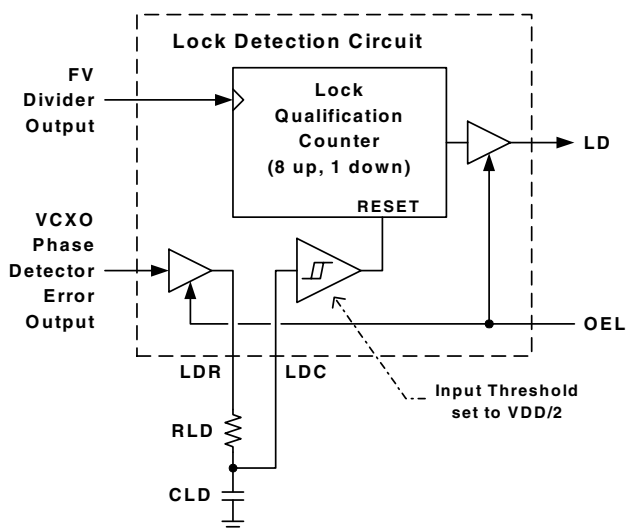 Lock Detection Circuit
FV
Divider
Output
Lock
Qualification
Counter
(8 up, 1 down)
RESET
LD
VCXO
Phase
Detector
Error
Output
OEL
LDR
LDC
Input Threshold
set to VDD/2
RLD
CLD